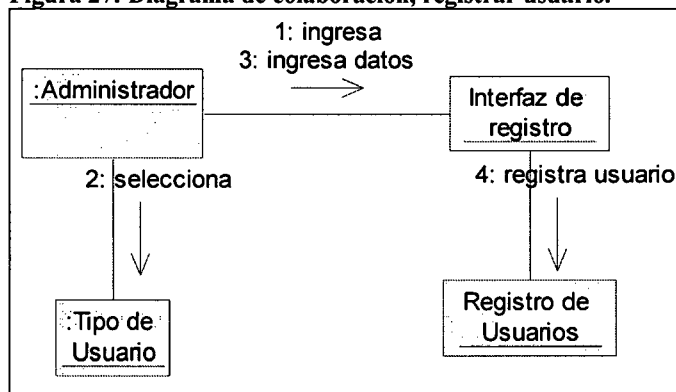 Figura 27. Diagrama de colaboración, registrar usuario.
1: ingresa
3: ingresa datos
:Administrador
Interfaz de
registro
2: selecciona
4: registra usuario
:Tipo de
Usuario
Registro de
Usuarios